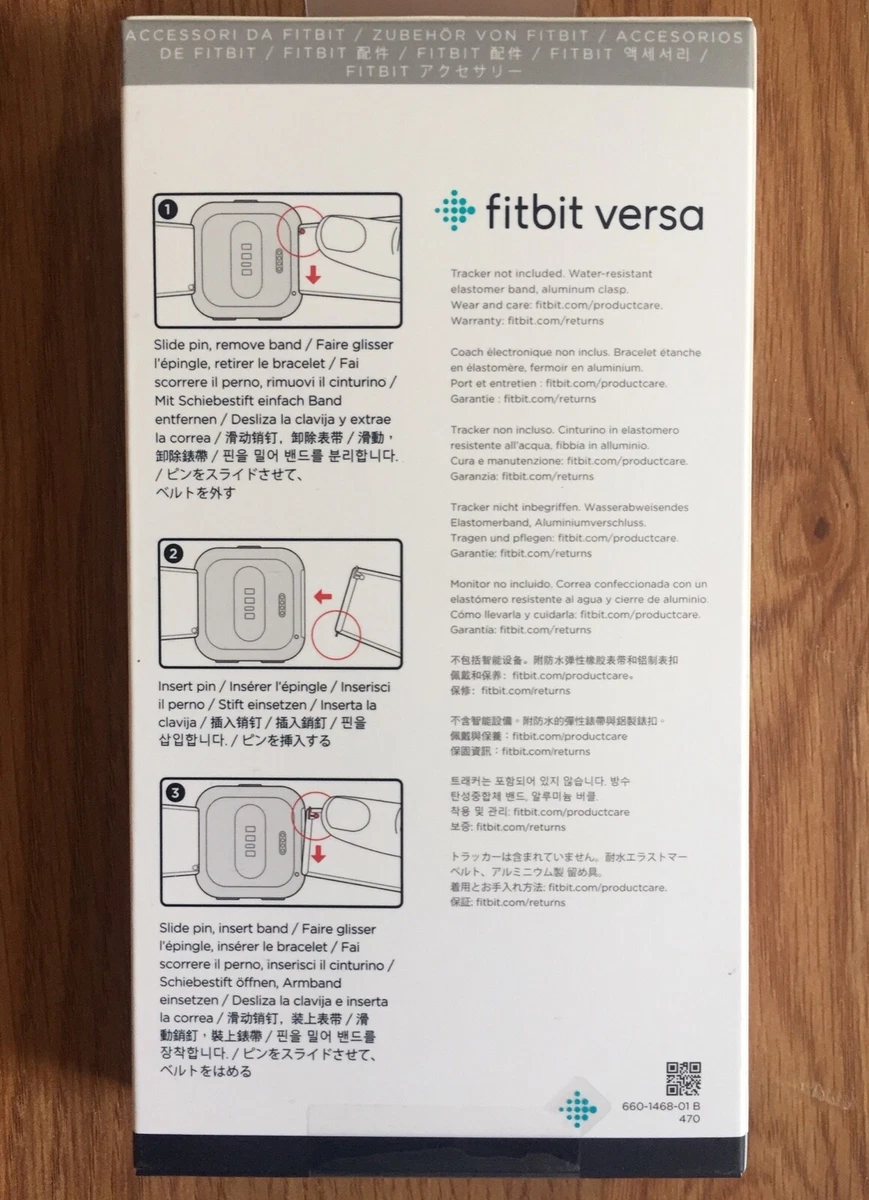 ACCESSORI DA FITBIT / ZUBEHÖR VON FITBIT / ACCESORIOS
DE FITBIT / FITBIT 配件 / FITBIT 配件 / FITBIT 액세서리 /
FITBIT アクセサリー
1
Slide pin, remove band / Faire glisser
l'épingle, retirer le bracelet / Fai
scorrere il perno, rimuovi il cinturino /
Mit Schiebestift einfach Band
entfernen / Desliza la clavija y extrae
la correa / 滑动销钉，卸除表带 / 滑動，
卸除錶帶 / 핀을 밀어 밴드를 분리합니다.
/ ピンをスライドさせて、
ベルトを外す
2
Insert pin / Insérer l'épingle / Inserisci
il perno / Stift einsetzen / Inserta la
clavija / 插入销钉 / 插入銷釘 / 핀을
삽입합니다. / ピンを挿入する
3
Slide pin, insert band / Faire glisser
l'épingle, insérer le bracelet / Fai
scorrere il perno, inserisci il cinturino /
Schiebestift öffnen, Armband
einsetzen / Desliza la clavija e inserta
la correa / 滑动销钉，装上表带 / 滑
動銷釘，裝上錶帶 / 핀을 밀어 밴드를
장착합니다. / ピンをスライドさせて、
ベルトをはめる
fitbit versa
Tracker not included. Water-resistant
elastomer band, aluminum clasp.
Wear and care: fitbit.com/productcare.
Warranty: fitbit.com/returns
Coach électronique non inclus. Bracelet étanche
en élastomère, fermoir en aluminium.
Port et entretien : fitbit.com/productcare.
Garantie : fitbit.com/returns
Tracker non incluso. Cinturino in elastomero
resistente all'acqua, fibbia in alluminio.
Cura e manutenzione: fitbit.com/productcare.
Garanzia: fitbit.com/returns
Tracker nicht inbegriffen. Wasserabweisendes
Elastomerband, Aluminiumverschluss.
Tragen und pflegen: fitbit.com/productcare.
Garantie: fitbit.com/returns
Monitor no incluido. Correa confeccionada con un
elastómero resistente al agua y cierre de aluminio.
Cómo llevarla y cuidarla: fitbit.com/productcare.
Garantía: fitbit.com/returns
不包括智能设备。附防水弹性橡胶表带和铝制表扣
佩戴和保养：fitbit.com/productcare。
保修：fitbit.com/returns
不含智能設備。附防水的彈性錶帶與鋁製錶扣。
佩戴與保養：fitbit.com/productcare
保固資訊：fitbit.com/returns
트래커는 포함되어 있지 않습니다. 방수
탄성중합체 밴드, 알루미늄 버클.
착용 및 관리: fitbit.com/productcare
보증: fitbit.com/returns
トラッカーは含まれていません。耐水エラストマー
ベルト、アルミニウム製 留め具。
着用とお手入れ方法: fitbit.com/productcare.
保証: fitbit.com/returns
660-1468-01 B
470